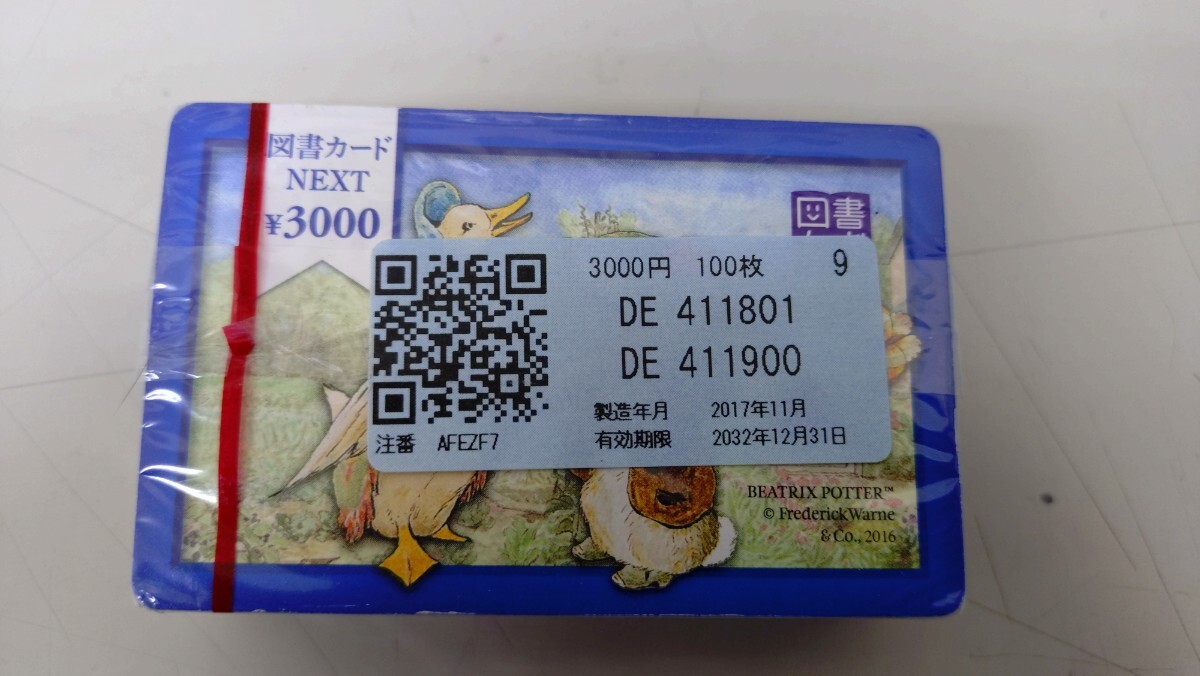 図書カード
NEXT
¥3000
図書
3000円 100枚 9
DE 411801
DE 411900
製造年月 2017年11月
有効期限 2032年12月31日
注番 AFEZF7
BEATRIX POTTER™
© Frederick Warne
& Co., 2016